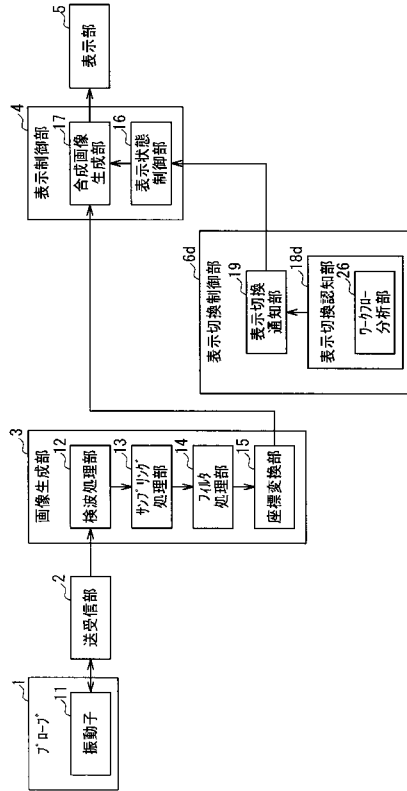 1
プローブ
11
振動子
2
送受信部
3
画像生成部
12
検波処理部
13
サンプリング
処理部
14
フィルタ
処理部
15
座標変換部
4
表示制御部
17
合成画像
生成部
16
表示状態
制御部
5
表示部
6d
表示切換制御部
19
表示切換
通知部
18d
表示切換認知部
26
ワークフロー
分析部